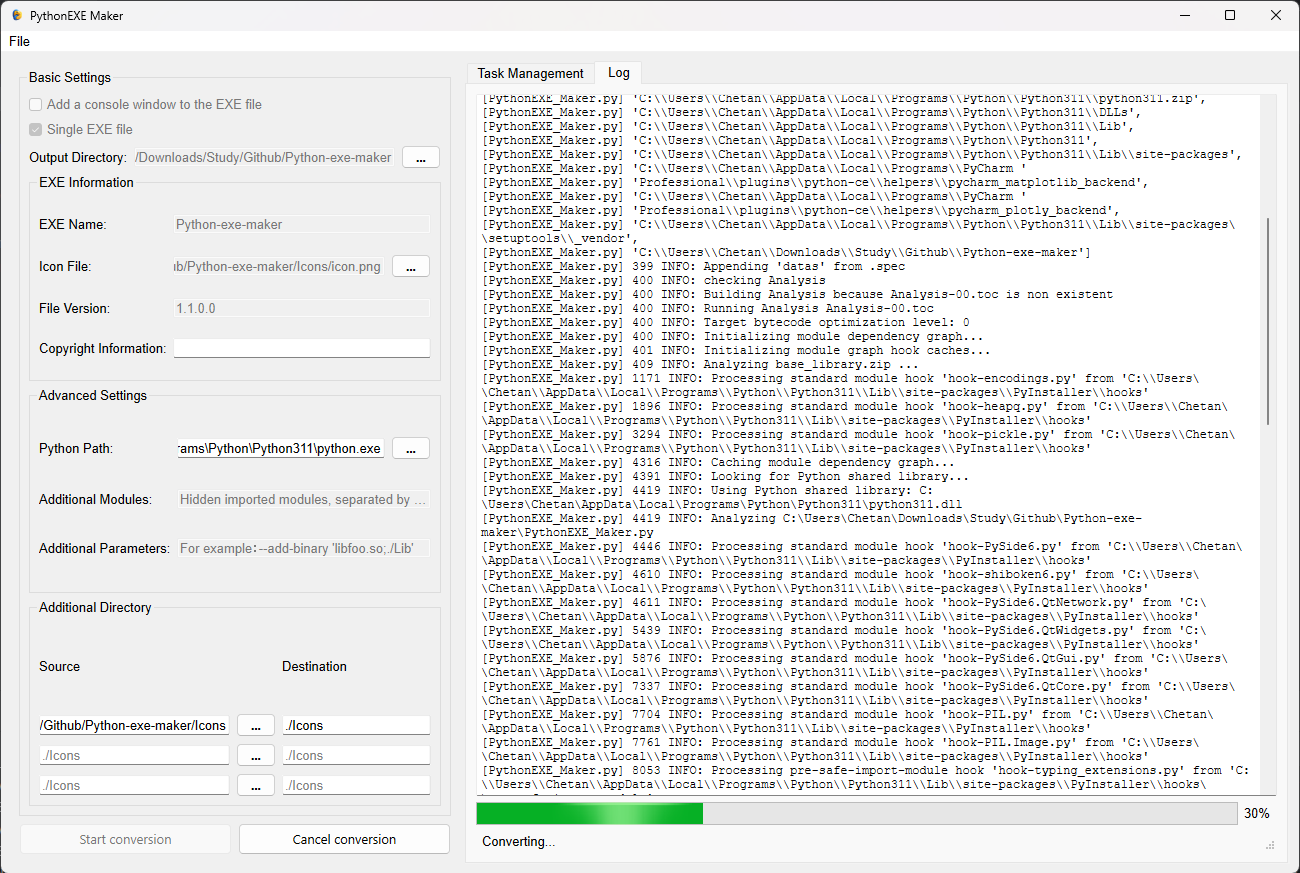 PythonEXE Maker
File
Basic Settings
Add a console window to the EXE file
Single EXE file
Output Directory: /Downloads/Study/Github/Python-exe-maker ...
EXE Information
EXE Name: Python-exe-maker
Icon File: ıb/Python-exe-maker/Icons/icon.png ...
File Version: 1.1.0.0
Copyright Information:
Advanced Settings
Python Path: rams\Python\Python311\python.exe ...
Additional Modules: Hidden imported modules, separated by ...
Additional Parameters: For example:--add-binary 'libfoo.so;./Lib'
Additional Directory
Source Destination
/Github/Python-exe-maker/Icons ... ./Icons
./Icons ... ./Icons
./Icons ... ./Icons
Start conversion Cancel conversion
Task Management Log
[PythonEXE_Maker.py] 'C:\\Users\\Chetan\\AppData\\Local\\Programs\\Python\\Python311\\python311.zip',
[PythonEXE_Maker.py] 'C:\\Users\\Chetan\\AppData\\Local\\Programs\\Python\\Python311\\DLLs',
[PythonEXE_Maker.py] 'C:\\Users\\Chetan\\AppData\\Local\\Programs\\Python\\Python311\\Lib',
[PythonEXE_Maker.py] 'C:\\Users\\Chetan\\AppData\\Local\\Programs\\Python\\Python311',
[PythonEXE_Maker.py] 'C:\\Users\\Chetan\\AppData\\Local\\Programs\\Python\\Python311\\Lib\\site-packages',
[PythonEXE_Maker.py] 'C:\\Users\\Chetan\\AppData\\Local\\Programs\\PyCharm '
[PythonEXE_Maker.py] 'Professional\\plugins\\python-ce\\helpers\\pycharm_matplotlib_backend',
[PythonEXE_Maker.py] 'C:\\Users\\Chetan\\AppData\\Local\\Programs\\PyCharm '
[PythonEXE_Maker.py] 'Professional\\plugins\\python-ce\\helpers\\pycharm_plotly_backend',
[PythonEXE_Maker.py] 'C:\\Users\\Chetan\\AppData\\Local\\Programs\\Python\\Python311\\Lib\\site-packages\
\setuptools\\_vendor',
[PythonEXE_Maker.py] 'C:\\Users\\Chetan\\Downloads\\Study\\Github\\Python-exe-maker']
[PythonEXE_Maker.py] 399 INFO: Appending 'datas' from .spec
[PythonEXE_Maker.py] 400 INFO: checking Analysis
[PythonEXE_Maker.py] 400 INFO: Building Analysis because Analysis-00.toc is non existent
[PythonEXE_Maker.py] 400 INFO: Running Analysis Analysis-00.toc
[PythonEXE_Maker.py] 400 INFO: Target bytecode optimization level: 0
[PythonEXE_Maker.py] 400 INFO: Initializing module dependency graph...
[PythonEXE_Maker.py] 401 INFO: Initializing module graph hook caches...
[PythonEXE_Maker.py] 409 INFO: Analyzing base_library.zip ...
[PythonEXE_Maker.py] 1171 INFO: Processing standard module hook 'hook-encodings.py' from 'C:\\Users\
\Chetan\\AppData\\Local\\Programs\\Python\\Python311\\Lib\\site-packages\\PyInstaller\\hooks'
[PythonEXE_Maker.py] 1896 INFO: Processing standard module hook 'hook-heapq.py' from 'C:\\Users\\Chetan\
\AppData\\Local\\Programs\\Python\\Python311\\Lib\\site-packages\\PyInstaller\\hooks'
[PythonEXE_Maker.py] 3294 INFO: Processing standard module hook 'hook-pickle.py' from 'C:\\Users\\Chetan\
\AppData\\Local\\Programs\\Python\\Python311\\Lib\\site-packages\\PyInstaller\\hooks'
[PythonEXE_Maker.py] 4316 INFO: Caching module dependency graph...
[PythonEXE_Maker.py] 4391 INFO: Looking for Python shared library...
[PythonEXE_Maker.py] 4419 INFO: Using Python shared library: C:
\Users\Chetan\AppData\Local\Programs\Python\Python311\python311.dll
[PythonEXE_Maker.py] 4419 INFO: Analyzing C:\Users\Chetan\Downloads\Study\Github\Python-exe-
maker\PythonEXE_Maker.py
[PythonEXE_Maker.py] 4446 INFO: Processing standard module hook 'hook-PySide6.py' from 'C:\\Users\\Chetan\
\AppData\\Local\\Programs\\Python\\Python311\\Lib\\site-packages\\PyInstaller\\hooks'
[PythonEXE_Maker.py] 4610 INFO: Processing standard module hook 'hook-shiboken6.py' from 'C:\\Users\
\Chetan\\AppData\\Local\\Programs\\Python\\Python311\\Lib\\site-packages\\PyInstaller\\hooks'
[PythonEXE_Maker.py] 4611 INFO: Processing standard module hook 'hook-PySide6.QtNetwork.py' from 'C:\
\Users\\Chetan\\AppData\\Local\\Programs\\Python\\Python311\\Lib\\site-packages\\PyInstaller\\hooks'
[PythonEXE_Maker.py] 5439 INFO: Processing standard module hook 'hook-PySide6.QtWidgets.py' from 'C:\
\Users\\Chetan\\AppData\\Local\\Programs\\Python\\Python311\\Lib\\site-packages\\PyInstaller\\hooks'
[PythonEXE_Maker.py] 5876 INFO: Processing standard module hook 'hook-PySide6.QtGui.py' from 'C:\\Users\
\Chetan\\AppData\\Local\\Programs\\Python\\Python311\\Lib\\site-packages\\PyInstaller\\hooks'
[PythonEXE_Maker.py] 7337 INFO: Processing standard module hook 'hook-PySide6.QtCore.py' from 'C:\\Users\
\Chetan\\AppData\\Local\\Programs\\Python\\Python311\\Lib\\site-packages\\PyInstaller\\hooks'
[PythonEXE_Maker.py] 7704 INFO: Processing standard module hook 'hook-PIL.py' from 'C:\\Users\\Chetan\
\AppData\\Local\\Programs\\Python\\Python311\\Lib\\site-packages\\PyInstaller\\hooks'
[PythonEXE_Maker.py] 7761 INFO: Processing standard module hook 'hook-PIL.Image.py' from 'C:\\Users\
\Chetan\\AppData\\Local\\Programs\\Python\\Python311\\Lib\\site-packages\\PyInstaller\\hooks'
[PythonEXE_Maker.py] 8053 INFO: Processing pre-safe-import-module hook 'hook-typing_extensions.py' from 'C:
\\Users\\Chetan\\AppData\\Local\\Programs\\Python\\Python311\\Lib\\site-packages\\PyInstaller\\hooks\
30%
Converting...